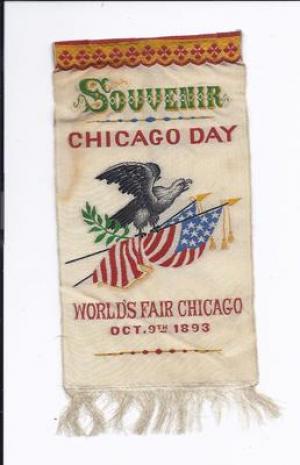 SOUVENIR
CHICAGO DAY
WORLD'S FAIR CHICAGO
OCT. 9TH 1893